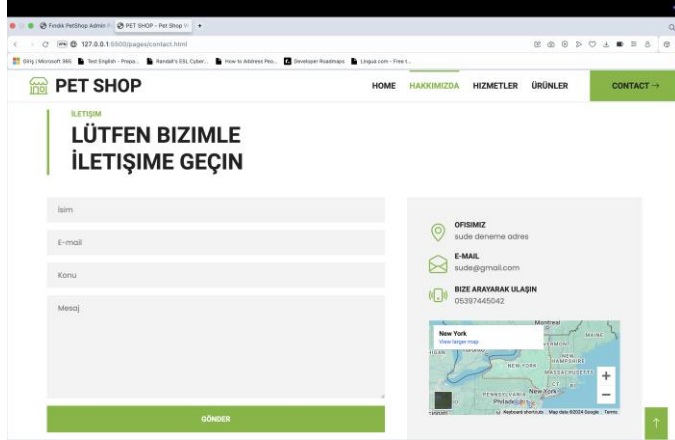 Fındık PetShop Admin
PET SHOP - Pet Shop
127.0.0.1:5500/pages/contact.html
Giriş | Microsoft 365
Test English - Prepa...
Randall's ESL Cyber...
How to Address Peo...
Developer Roadmaps
Lingua.com - Free t...
PET SHOP
HOME
HAKKIMIZDA
HIZMETLER
ÜRÜNLER
CONTACT →
İLETIŞIM
LÜTFEN BIZIMLE
İLETIŞIME GEÇIN
İsim
E-mail
Konu
Mesaj
GÖNDER
OFISIMIZ
sude deneme adres
E-MAIL
sude@gmail.com
BIZE ARAYARAK ULAŞIN
05397445042
New York
View larger map
Montreal
MAINE
VERMONT
NEW
HAMPSHIRE
NEW YORK
MASSACHUSETTS
CT
RI
PENNSYLVANIA
New York
Philadelphia
Keyboard shortcuts
Map data ©2024 Google
Terms